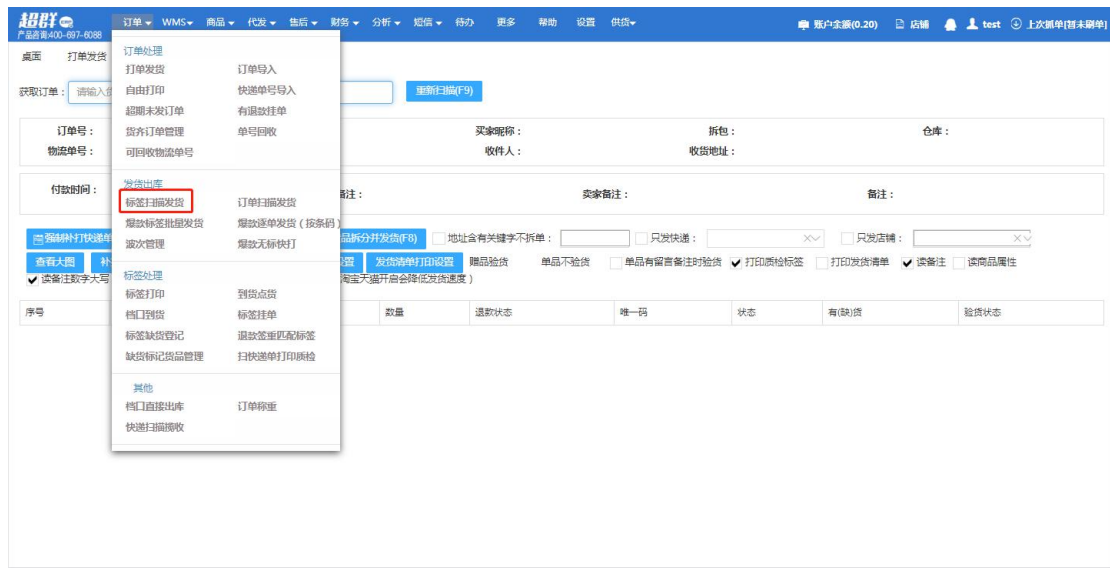 超群 订单 WMS 商品 代发 售后 财务 分析 短信 待办 更多 帮助 设置 供货 账户余额(0.20) 店铺 test 上次抓单[暂未刷单]
产品咨询:400-697-6088
桌面 打单发货
订单处理
打单发货 订单导入
自由打印 快递单号导入
超期未发订单 有退款挂单
货齐订单管理 单号回收
可回收物流单号
发货出库
标签扫描发货 订单扫描发货
爆款标签批量发货 爆款逐单发货(按条码)
波次管理 爆款无标快打
标签处理
标签打印 到货点货
档口到货 标签挂单
标签缺货登记 退款签重匹配标签
缺货标记货品管理 扫快递单打印质检
其他
档口直接出库 订单称重
快递扫描揽收
获取订单: 请输入 重新扫描(F9)
订单号: 买家昵称: 拆包: 仓库:
物流单号: 收件人: 收货地址:
付款时间: 备注: 卖家备注: 备注:
强制补打快递单 品拆分并发货(F8) 地址含有关键字不拆单: 只发快递: 只发店铺:
查看大图 补 置 发货清单打印设置 赠品验货 单品不验货 单品有留言备注时验货 打印质检标签 打印发货清单 读备注 读商品属性
读备注数字大写 淘宝天猫开启会降低发货速度)
序号 数量 退款状态 唯一码 状态 有(缺)货 验货状态